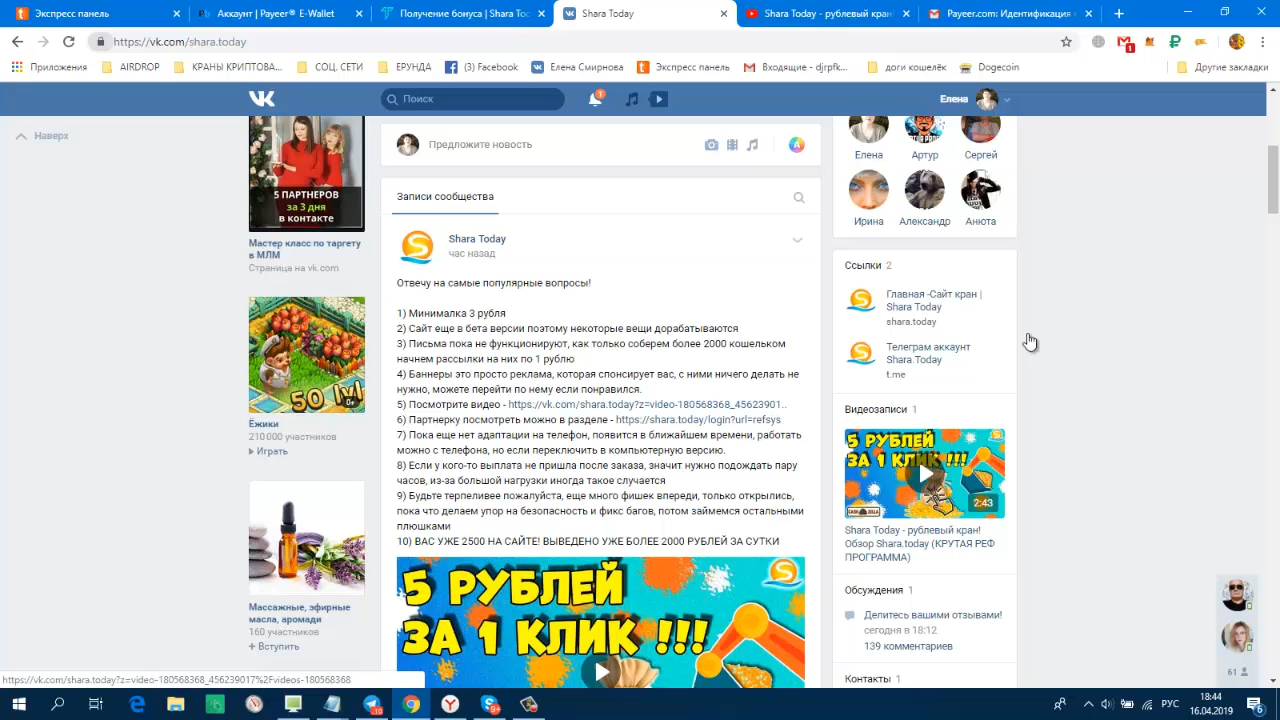 Экспресс панель
Аккаунт | Payeer® E-Wallet
Получение бонуса | Shara Toc
Shara Today
Shara Today - рублевый кран!
Payeer.com: Идентификация
https://vk.com/shara.today
Приложения
AIRDROP
КРАНЫ КРИПТОВА...
СОЦ. СЕТИ
ЕРУНДА
(3) Facebook
Елена Смирнова
Экспресс панель
Входящие - djrpfk...
доги кошелёк
Dogecoin
Другие закладки
Поиск
1
Елена
Наверх
5 ПАРТНЕРОВ
за 3 дня
в контакте
Мастер класс по таргету
в МЛМ
Страница на vk.com
50 lvl
0+
Ёжики
210 000 участников
Играть
Массажные, эфирные
масла, аромади
160 участников
+ Вступить
Предложите новость
Записи сообщества
Shara Today
час назад
Отвечу на самые популярные вопросы!
1) Минималка 3 рубля
2) Сайт еще в бета версии поэтому некоторые вещи дорабатываются
3) Письма пока не функционируют, как только соберем более 2000 кошельком
начнем рассылки на них по 1 рублю
4) Баннеры это просто реклама, которая спонсирует вас, с ними ничего делать не
нужно, можете перейти по нему если понравился.
5) Посмотрите видео - https://vk.com/shara.today?z=video-180568368_45623901..
6) Партнерку посмотреть можно в разделе - https://shara.today/login?url=refsys
7) Пока еще нет адаптации на телефон, появится в ближайшем времени, работать
можно с телефона, но если переключить в компьютерную версию.
8) Если у кого-то выплата не пришла после заказа, значит нужно подождать пару
часов, из-за большой нагрузки иногда такое случается
9) Будьте терпеливее пожалуйста, еще много фишек впереди, только открылись,
пока что делаем упор на безопасность и фикс багов, потом займемся остальными
плюшками
10) ВАС УЖЕ 2500 НА САЙТЕ! ВЫВЕДЕНО УЖЕ БОЛЕЕ 2000 РУБЛЕЙ ЗА СУТКИ
5 РУБЛЕЙ
ЗА 1 КЛИК !!!
Елена
Артур
Сергей
Ирина
Александр
Анюта
Ссылки 2
Главная -Сайт кран |
Shara Today
shara.today
Телеграм аккаунт
Shara.Today
t.me
Видеозаписи 1
5 РУБЛЕЙ
ЗА 1 КЛИК !!!
2:43
Shara Today - рублевый кран!
Обзор Shara.today (КРУТАЯ РЕФ
ПРОГРАММА)
Обсуждения 1
Делитесь вашими отзывами!
сегодня в 18:12
139 комментариев
Контакты 1
61
https://vk.com/shara.today?z=video-180568368_456239017%2Fvideos-180568368
РУС
18:44
16.04.2019